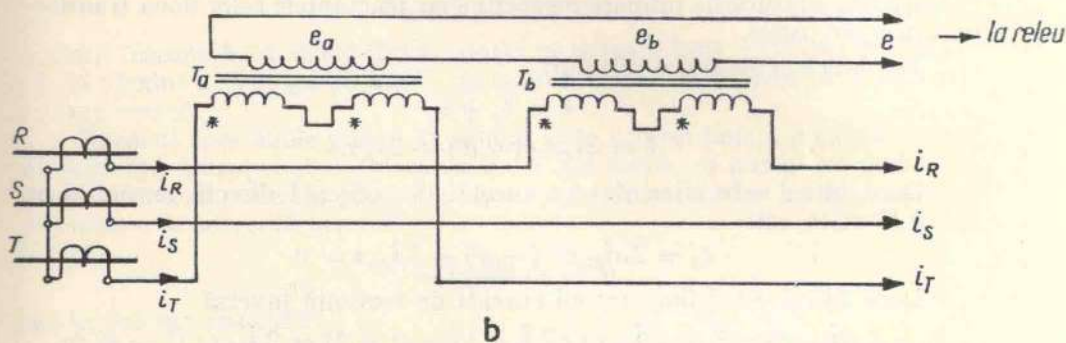 e_a e_b e → la releu
T_a T_b
* * * *
R i_R i_R
S i_S i_S
T i_T i_T
b